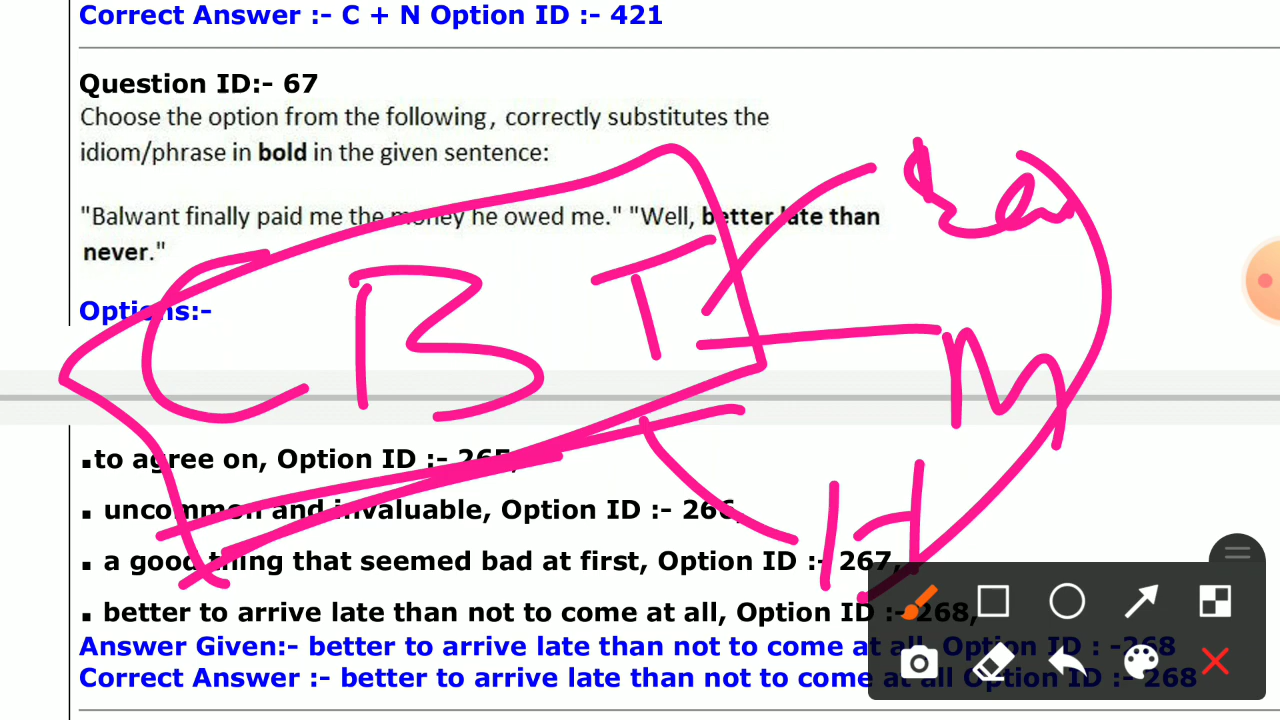 Correct Answer :- C + N Option ID :- 421
Question ID:- 67
Choose the option from the following, correctly substitutes the
idiom/phrase in bold in the given sentence:
"Balwant finally paid me the money he owed me." "Well, better late than
never."
Options:-
CBT
M
H
to agree on, Option ID :- 265,
uncommon and invaluable, Option ID :- 266,
a good thing that seemed bad at first, Option ID :- 267,
better to arrive late than not to come at all, Option ID :- 268,
Answer Given:- better to arrive late than not to come at all, Option ID : -268
Correct Answer :- better to arrive late than not to come at all Option ID :- 268